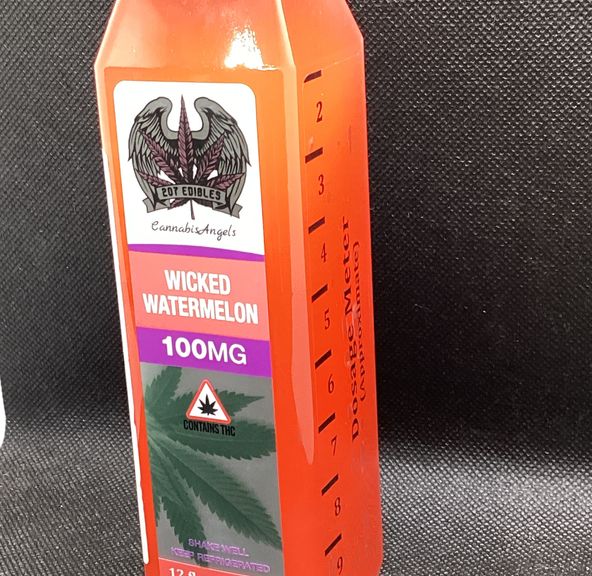 207 EDIBLES
CannabisAngels
WICKED
WATERMELON
100MG
CONTAINS THC
SHAKE WELL
KEEP REFRIGERATED
2
3
4
5
6
7
8
9
Dosage Meter
(Approximate)